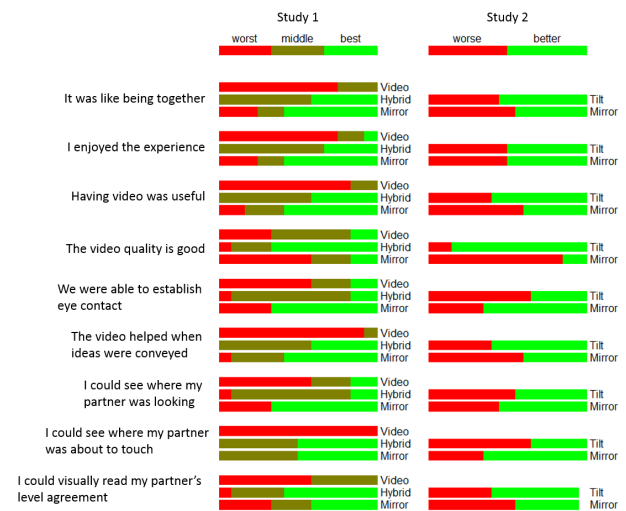 Study 1
Study 2
worst middle best
worse better
It was like being together
Video
Hybrid
Mirror
Tilt
Mirror
I enjoyed the experience
Video
Hybrid
Mirror
Tilt
Mirror
Having video was useful
Video
Hybrid
Mirror
Tilt
Mirror
The video quality is good
Video
Hybrid
Mirror
Tilt
Mirror
We were able to establish
eye contact
Video
Hybrid
Mirror
Tilt
Mirror
The video helped when
ideas were conveyed
Video
Hybrid
Mirror
Tilt
Mirror
I could see where my
partner was looking
Video
Hybrid
Mirror
Tilt
Mirror
I could see where my partner
was about to touch
Video
Hybrid
Mirror
Tilt
Mirror
I could visually read my partner's
level agreement
Video
Hybrid
Mirror
Tilt
Mirror